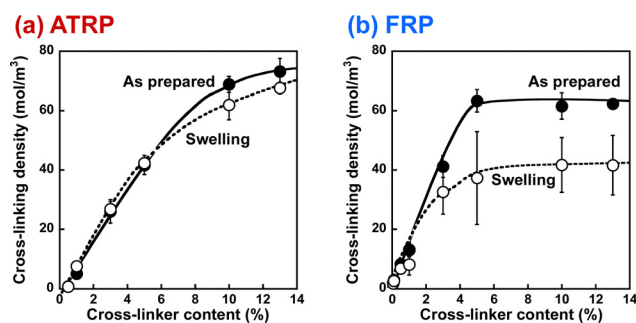 (a) ATRP
Cross-linking density (mol/m³)
80
60
40
20
0
As prepared
Swelling
0 2 4 6 8 10 12 14
Cross-linker content (%)
(b) FRP
Cross-linking density (mol/m³)
80
60
40
20
0
As prepared
Swelling
0 2 4 6 8 10 12 14
Cross-linker content (%)